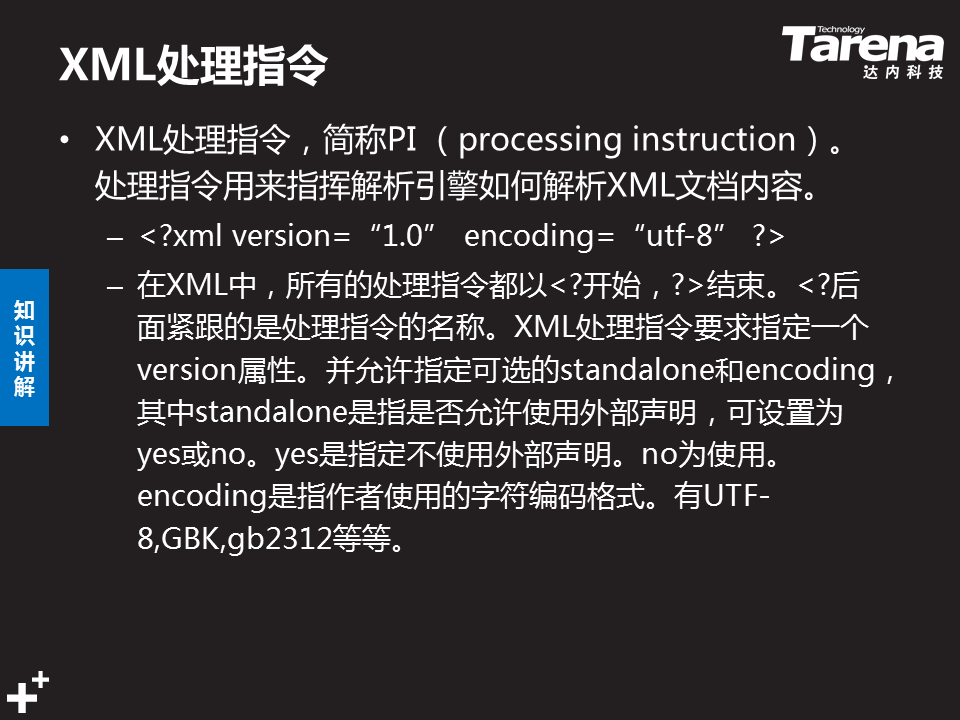 XML处理指令
Technology
Tarena
达内科技
• XML处理指令，简称PI （processing instruction）。
处理指令用来指挥解析引擎如何解析XML文档内容。
– <?xml version=“1.0” encoding=“utf-8” ?>
– 在XML中，所有的处理指令都以<?开始，?>结束。<?后
面紧跟的是处理指令的名称。XML处理指令要求指定一个
version属性。并允许指定可选的standalone和encoding，
其中standalone是指是否允许使用外部声明，可设置为
yes或no。yes是指定不使用外部声明。no为使用。
encoding是指作者使用的字符编码格式。有UTF-
8,GBK,gb2312等等。
知
识
讲
解